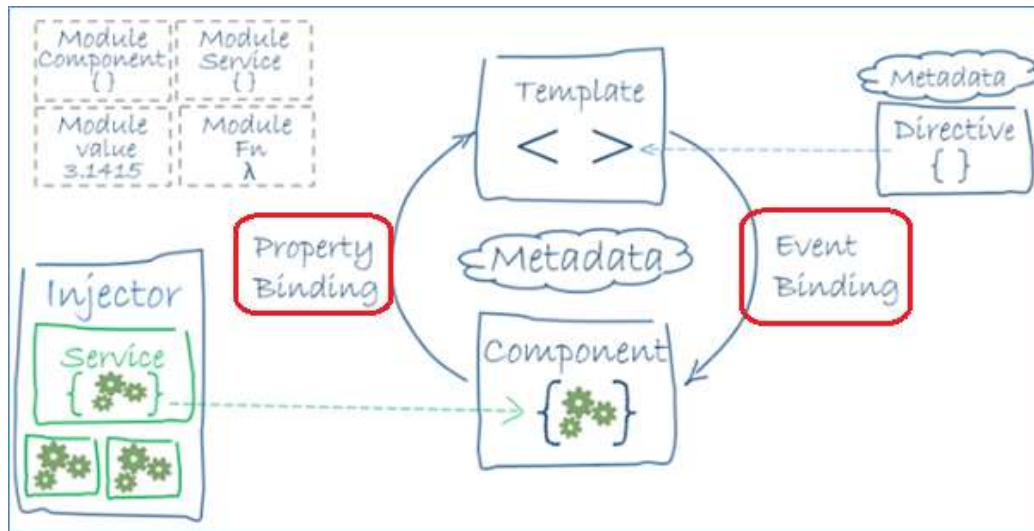 Module
Component
{ }
Module
Service
{ }
Module
value
3.1415
Module
Fn
λ
Template
< >
Metadata
Directive
{ }
Property
Binding
Metadata
Event
Binding
Injector
Service
{ }
Component
{ }